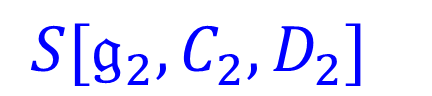 𝑆[𝔤₂, 𝐶₂, 𝐷₂]